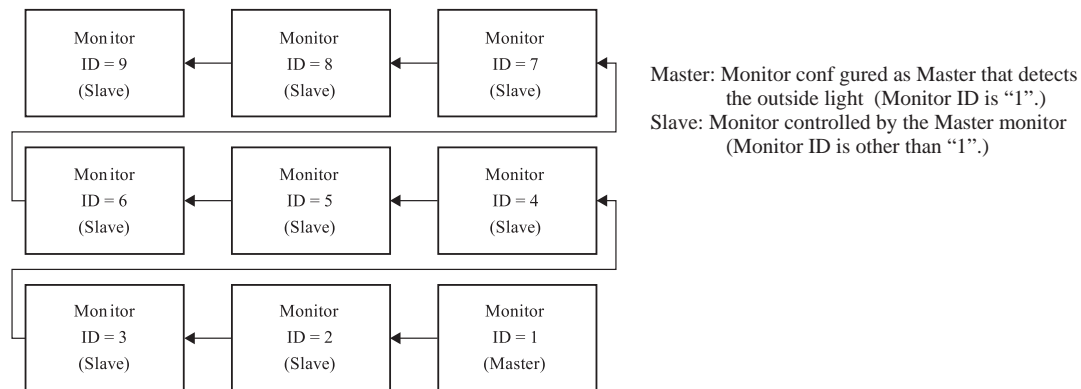 Monitor
ID = 9
(Slave)
Monitor
ID = 8
(Slave)
Monitor
ID = 7
(Slave)
Master: Monitor conf gured as Master that detects
the outside light (Monitor ID is “1”.)
Slave: Monitor controlled by the Master monitor
(Monitor ID is other than “1”.)
Monitor
ID = 6
(Slave)
Monitor
ID = 5
(Slave)
Monitor
ID = 4
(Slave)
Monitor
ID = 3
(Slave)
Monitor
ID = 2
(Slave)
Monitor
ID = 1
(Master)